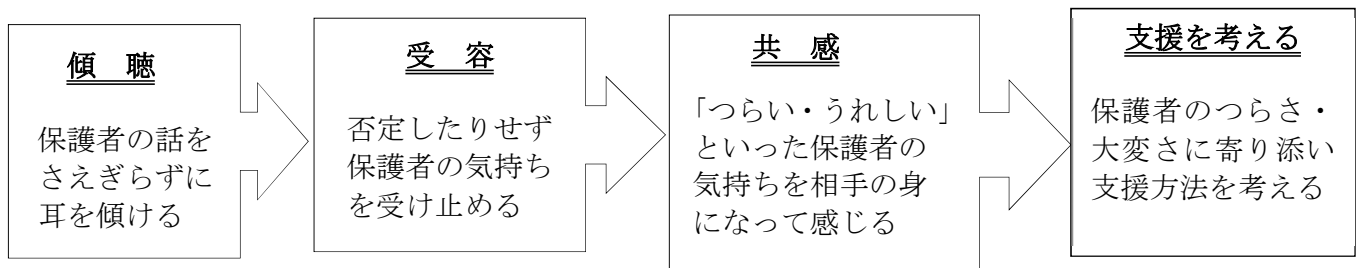 傾　聴
保護者の話を
さえぎらずに
耳を傾ける
受　容
否定したりせず
保護者の気持ち
を受け止める
共　感
「つらい・うれしい」
といった保護者の
気持ちを相手の身
になって感じる
支援を考える
保護者のつらさ・
大変さに寄り添い
支援方法を考える